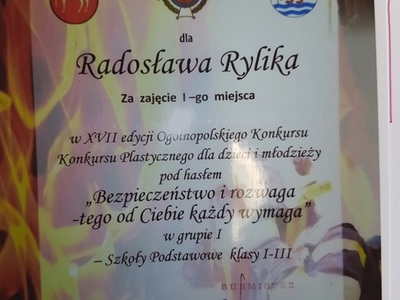 dla
Radosława Rylika
Za zajęcie I –go miejsca
w XVII edycji Ogólnopolskiego Konkursu
Konkursu Plastycznego dla dzieci i młodzieży
pod hasłem
„Bezpieczeństwo i rozwaga
-tego od Ciebie każdy wymaga”
w grupie I
– Szkoły Podstawowe klasy I-III
BURMISTRZ